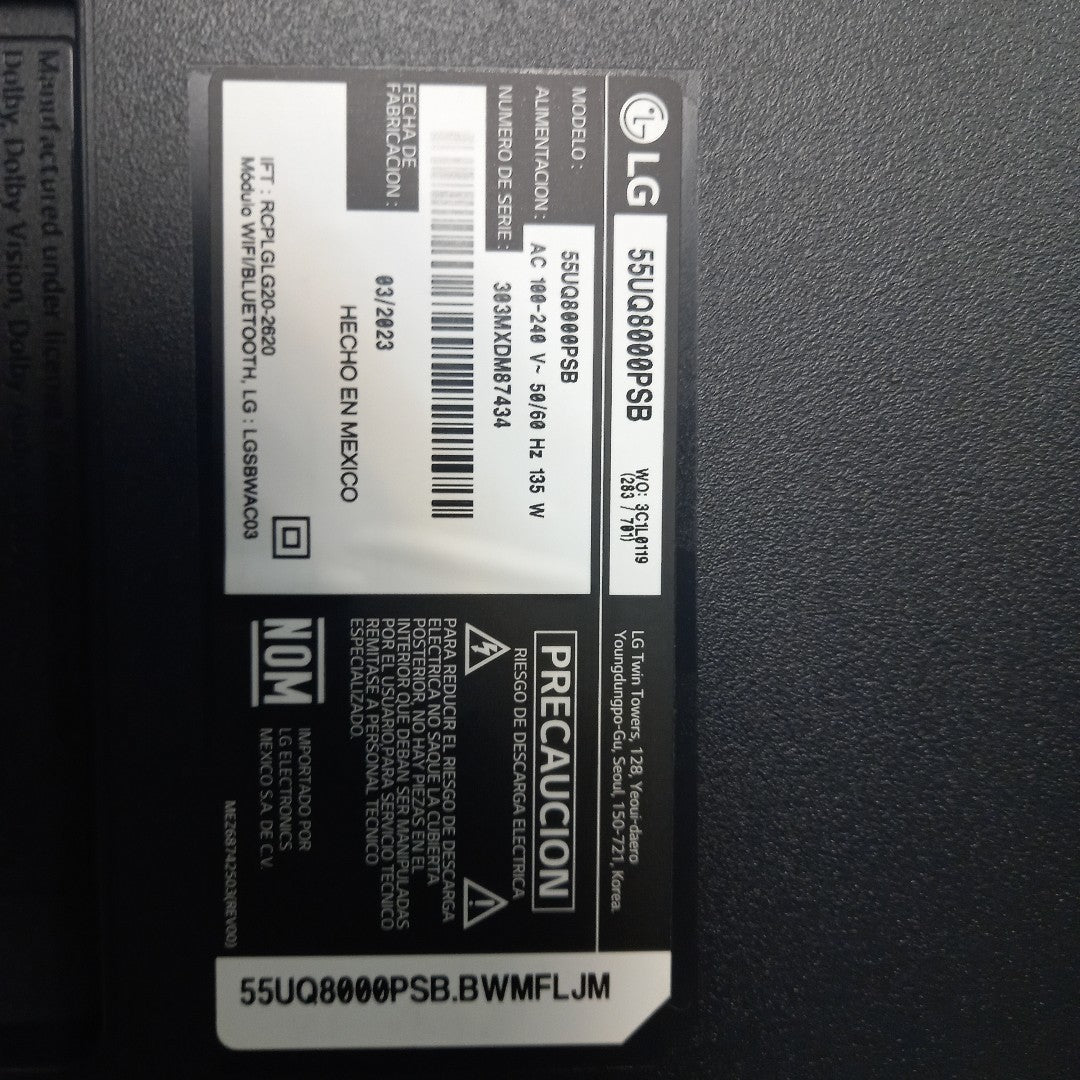 LG
55UQ8000PSB
WO: 3C1L0119
(283 / 701)
LG Twin Towers, 128, Yeoui-daero
Youngdungpo-Gu, Seoul, 150-721, Korea.
MODELO :
55UQ8000PSB
ALIMENTACION :
AC 100-240 V~ 50/60 Hz 135 W
NUMERO DE SERIE :
303MXDM87434
FECHA DE
FABRICACION :
03/2023
HECHO EN MEXICO
IFT : RCPLGLG20-2620
Módulo WIFI/BLUETOOTH, LG : LGSBWAC03
PRECAUCION
RIESGO DE DESCARGA ELECTRICA
PARA REDUCIR EL RIESGO DE DESCARGA
ELECTRICA NO SAQUE LA CUBIERTA
POSTERIOR, NO HAY PIEZAS EN EL
INTERIOR QUE DEBAN SER MANIPULADAS
POR EL USUARIO,PARA SERVICIO TECNICO
REMITASE A PERSONAL TECNICO
ESPECIALIZADO.
NOM
IMPORTADO POR
LG ELECTRONICS
MEXICO S.A. DE C.V.
MEZ68742503(REV00)
55UQ8000PSB.BWMFLJM
Manufactured under license
Dolby, Dolby Vision, Dolby